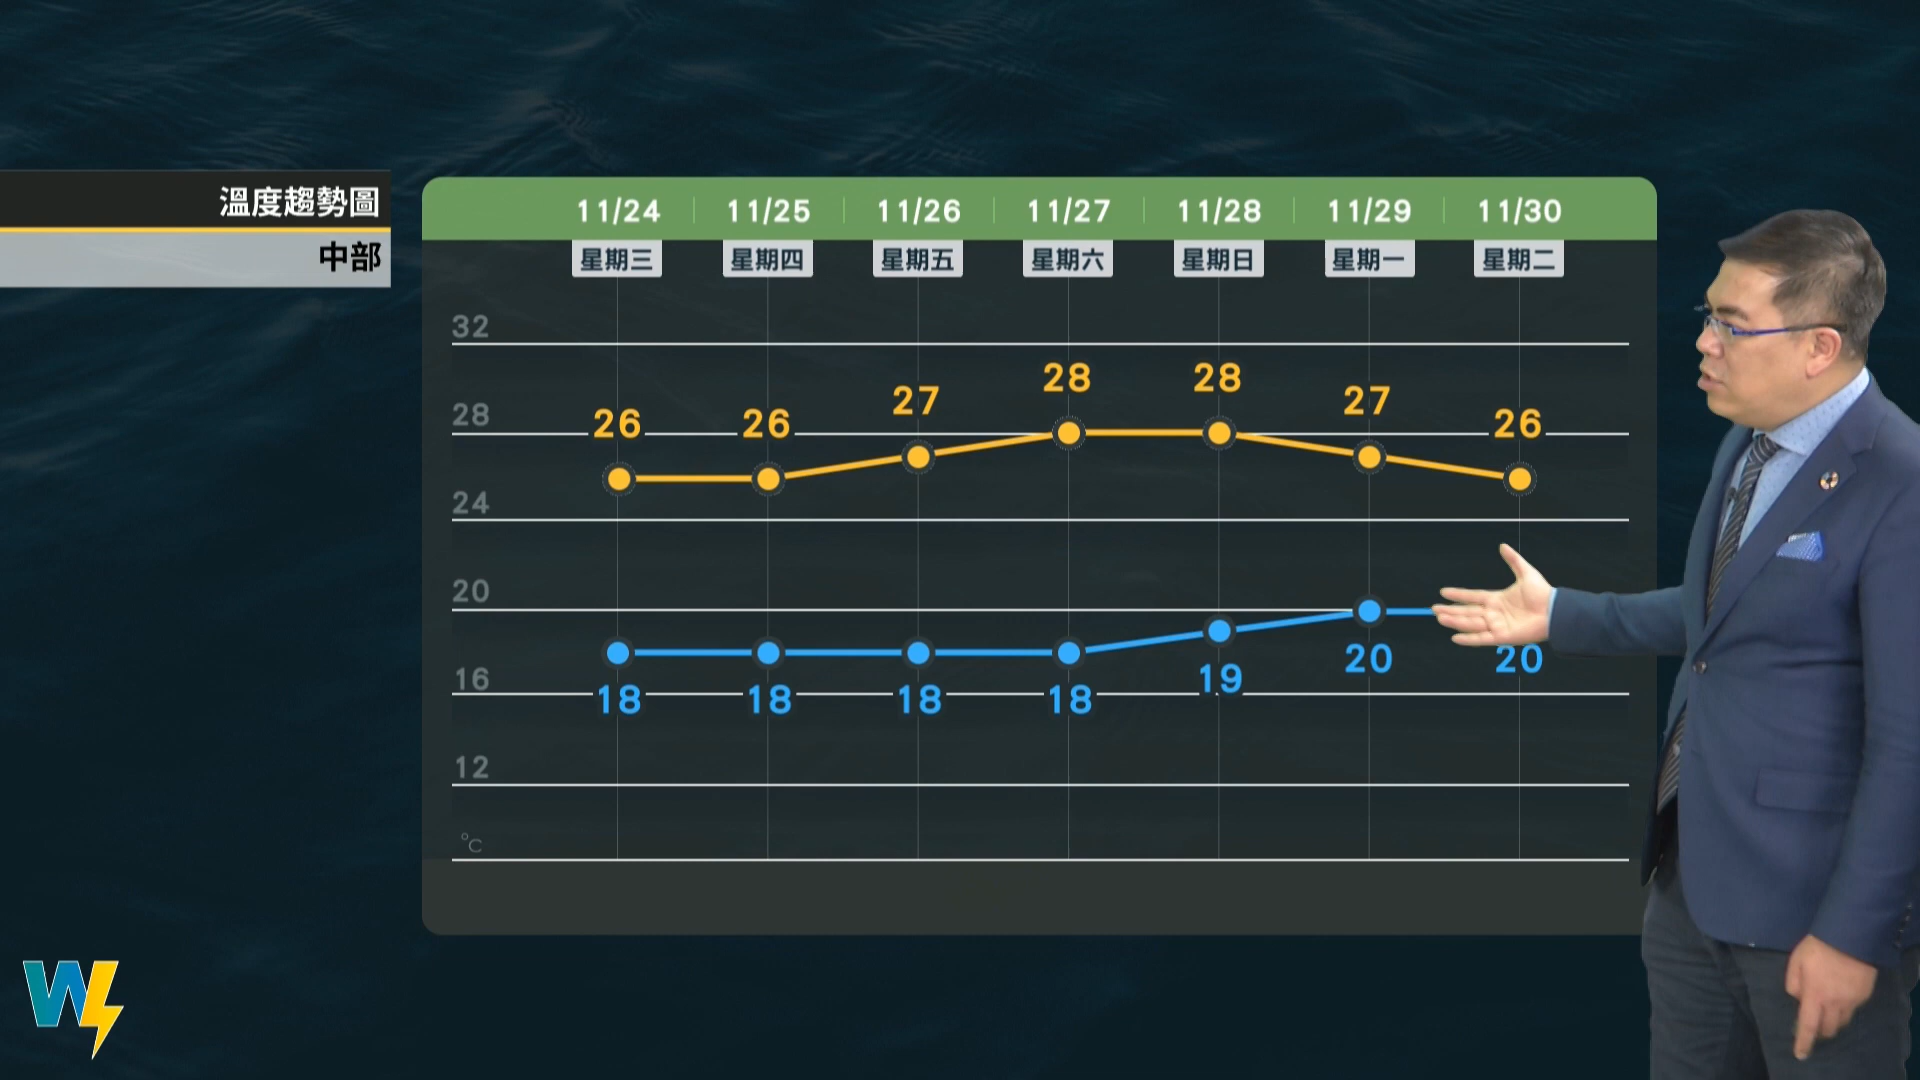 溫度趨勢圖
中部
11/24 11/25 11/26 11/27 11/28 11/29 11/30
星期三 星期四 星期五 星期六 星期日 星期一 星期二
32
28
24
20
16
12
°C
26 26 27 28 28 27 26
18 18 18 18 19 20 20
W